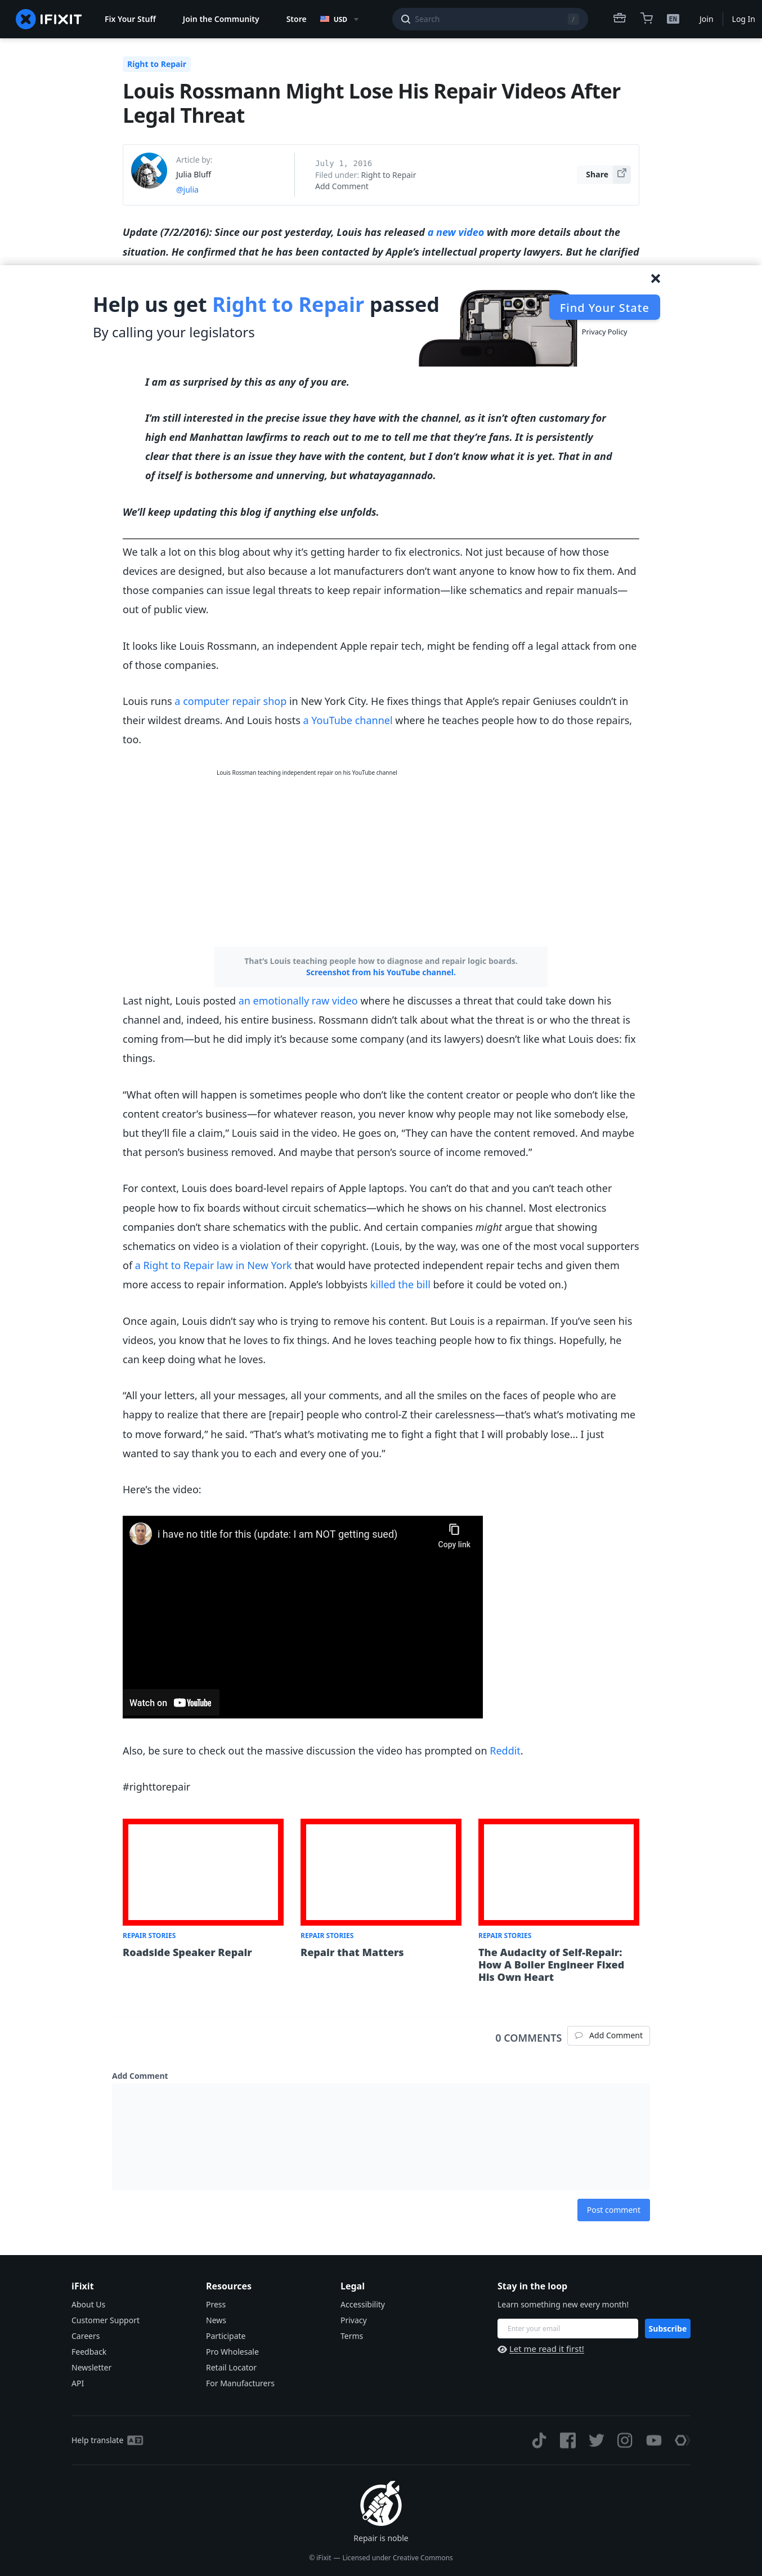 IFIXIT
Fix Your Stuff
Join the Community
Store
USD
Search
/
EN
Join
Log In
Right to Repair
Louis Rossmann Might Lose His Repair Videos After
Legal Threat
Article by:
Julia Bluff
@julia
July 1, 2016
Filed under: Right to Repair
Add Comment
Share
Update (7/2/2016): Since our post yesterday, Louis has released a new video with more details about the
situation. He confirmed that he has been contacted by Apple's intellectual property lawyers. But he clarified
Help us get Right to Repair passed
By calling your legislators
Find Your State
Privacy Policy
I am as surprised by this as any of you are.
I'm still interested in the precise issue they have with the channel, as it isn't often customary for
high end Manhattan lawfirms to reach out to me to tell me that they're fans. It is persistently
clear that there is an issue they have with the content, but I don't know what it is yet. That in and
of itself is bothersome and unnerving, but whatayagannado.
We'll keep updating this blog if anything else unfolds.
We talk a lot on this blog about why it's getting harder to fix electronics. Not just because of how those
devices are designed, but also because a lot manufacturers don't want anyone to know how to fix them. And
those companies can issue legal threats to keep repair information—like schematics and repair manuals—
out of public view.
It looks like Louis Rossmann, an independent Apple repair tech, might be fending off a legal attack from one
of those companies.
Louis runs a computer repair shop in New York City. He fixes things that Apple's repair Geniuses couldn't in
their wildest dreams. And Louis hosts a YouTube channel where he teaches people how to do those repairs,
too.
Louis Rossman teaching independent repair on his YouTube channel
That's Louis teaching people how to diagnose and repair logic boards.
Screenshot from his YouTube channel.
Last night, Louis posted an emotionally raw video where he discusses a threat that could take down his
channel and, indeed, his entire business. Rossmann didn't talk about what the threat is or who the threat is
coming from—but he did imply it's because some company (and its lawyers) doesn't like what Louis does: fix
things.
“What often will happen is sometimes people who don't like the content creator or people who don't like the
content creator's business—for whatever reason, you never know why people may not like somebody else,
but they'll file a claim,” Louis said in the video. He goes on, “They can have the content removed. And maybe
that person's business removed. And maybe that person's source of income removed.”
For context, Louis does board-level repairs of Apple laptops. You can't do that and you can't teach other
people how to fix boards without circuit schematics—which he shows on his channel. Most electronics
companies don't share schematics with the public. And certain companies might argue that showing
schematics on video is a violation of their copyright. (Louis, by the way, was one of the most vocal supporters
of a Right to Repair law in New York that would have protected independent repair techs and given them
more access to repair information. Apple's lobbyists killed the bill before it could be voted on.)
Once again, Louis didn't say who is trying to remove his content. But Louis is a repairman. If you've seen his
videos, you know that he loves to fix things. And he loves teaching people how to fix things. Hopefully, he
can keep doing what he loves.
“All your letters, all your messages, all your comments, and all the smiles on the faces of people who are
happy to realize that there are [repair] people who control-Z their carelessness—that's what's motivating me
to move forward,” he said. “That's what's motivating me to fight a fight that I will probably lose... I just
wanted to say thank you to each and every one of you.”
Here's the video:
i have no title for this (update: I am NOT getting sued)
Copy link
Watch on YouTube
Also, be sure to check out the massive discussion the video has prompted on Reddit.
#righttorepair
REPAIR STORIES
Roadside Speaker Repair
REPAIR STORIES
Repair that Matters
REPAIR STORIES
The Audacity of Self-Repair:
How A Boiler Engineer Fixed
His Own Heart
0 COMMENTS
Add Comment
Add Comment
Post comment
iFixit
About Us
Customer Support
Careers
Feedback
Newsletter
API
Resources
Press
News
Participate
Pro Wholesale
Retail Locator
For Manufacturers
Legal
Accessibility
Privacy
Terms
Stay in the loop
Learn something new every month!
Enter your email
Subscribe
Let me read it first!
Help translate
Repair is noble
© iFixit — Licensed under Creative Commons